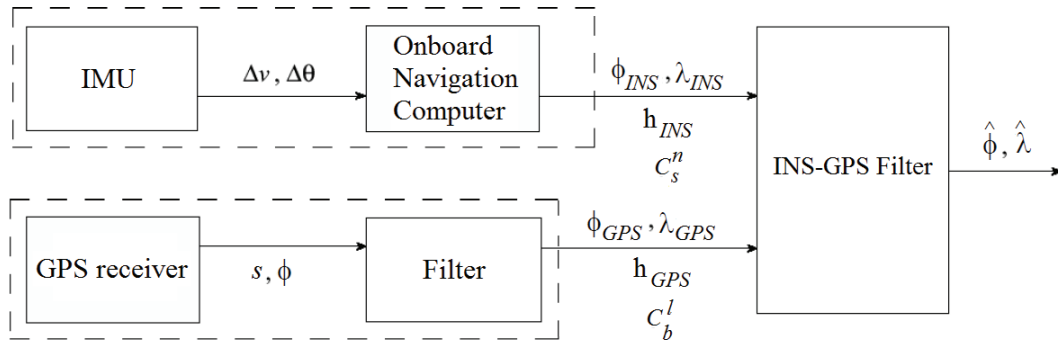 IMU
Δv, Δθ
Onboard
Navigation
Computer
ϕ_INS, λ_INS
h_INS
C_s^n
INS-GPS Filter
ϕ̂, λ̂
GPS receiver
s, ϕ
Filter
ϕ_GPS, λ_GPS
h_GPS
C_b^l